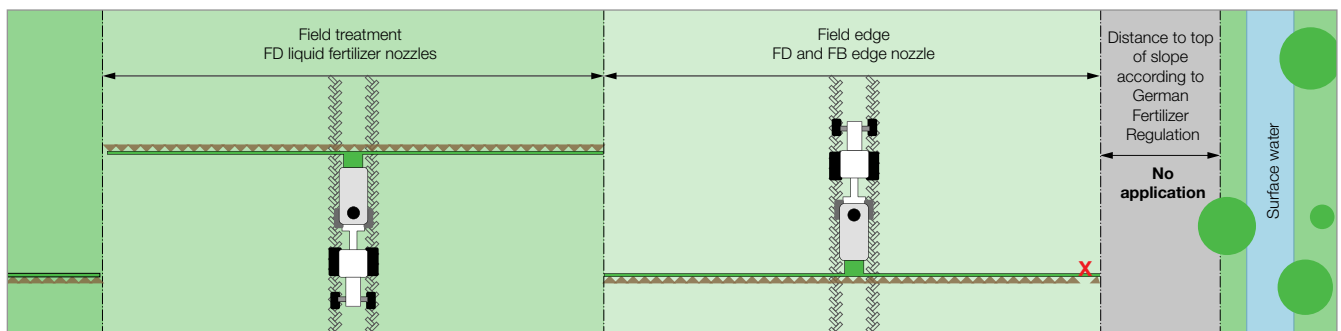 Field treatment
FD liquid fertilizer nozzles
Field edge
FD and FB edge nozzle
Distance to top
of slope
according to
German
Fertilizer
Regulation
No
application
Surface water
X